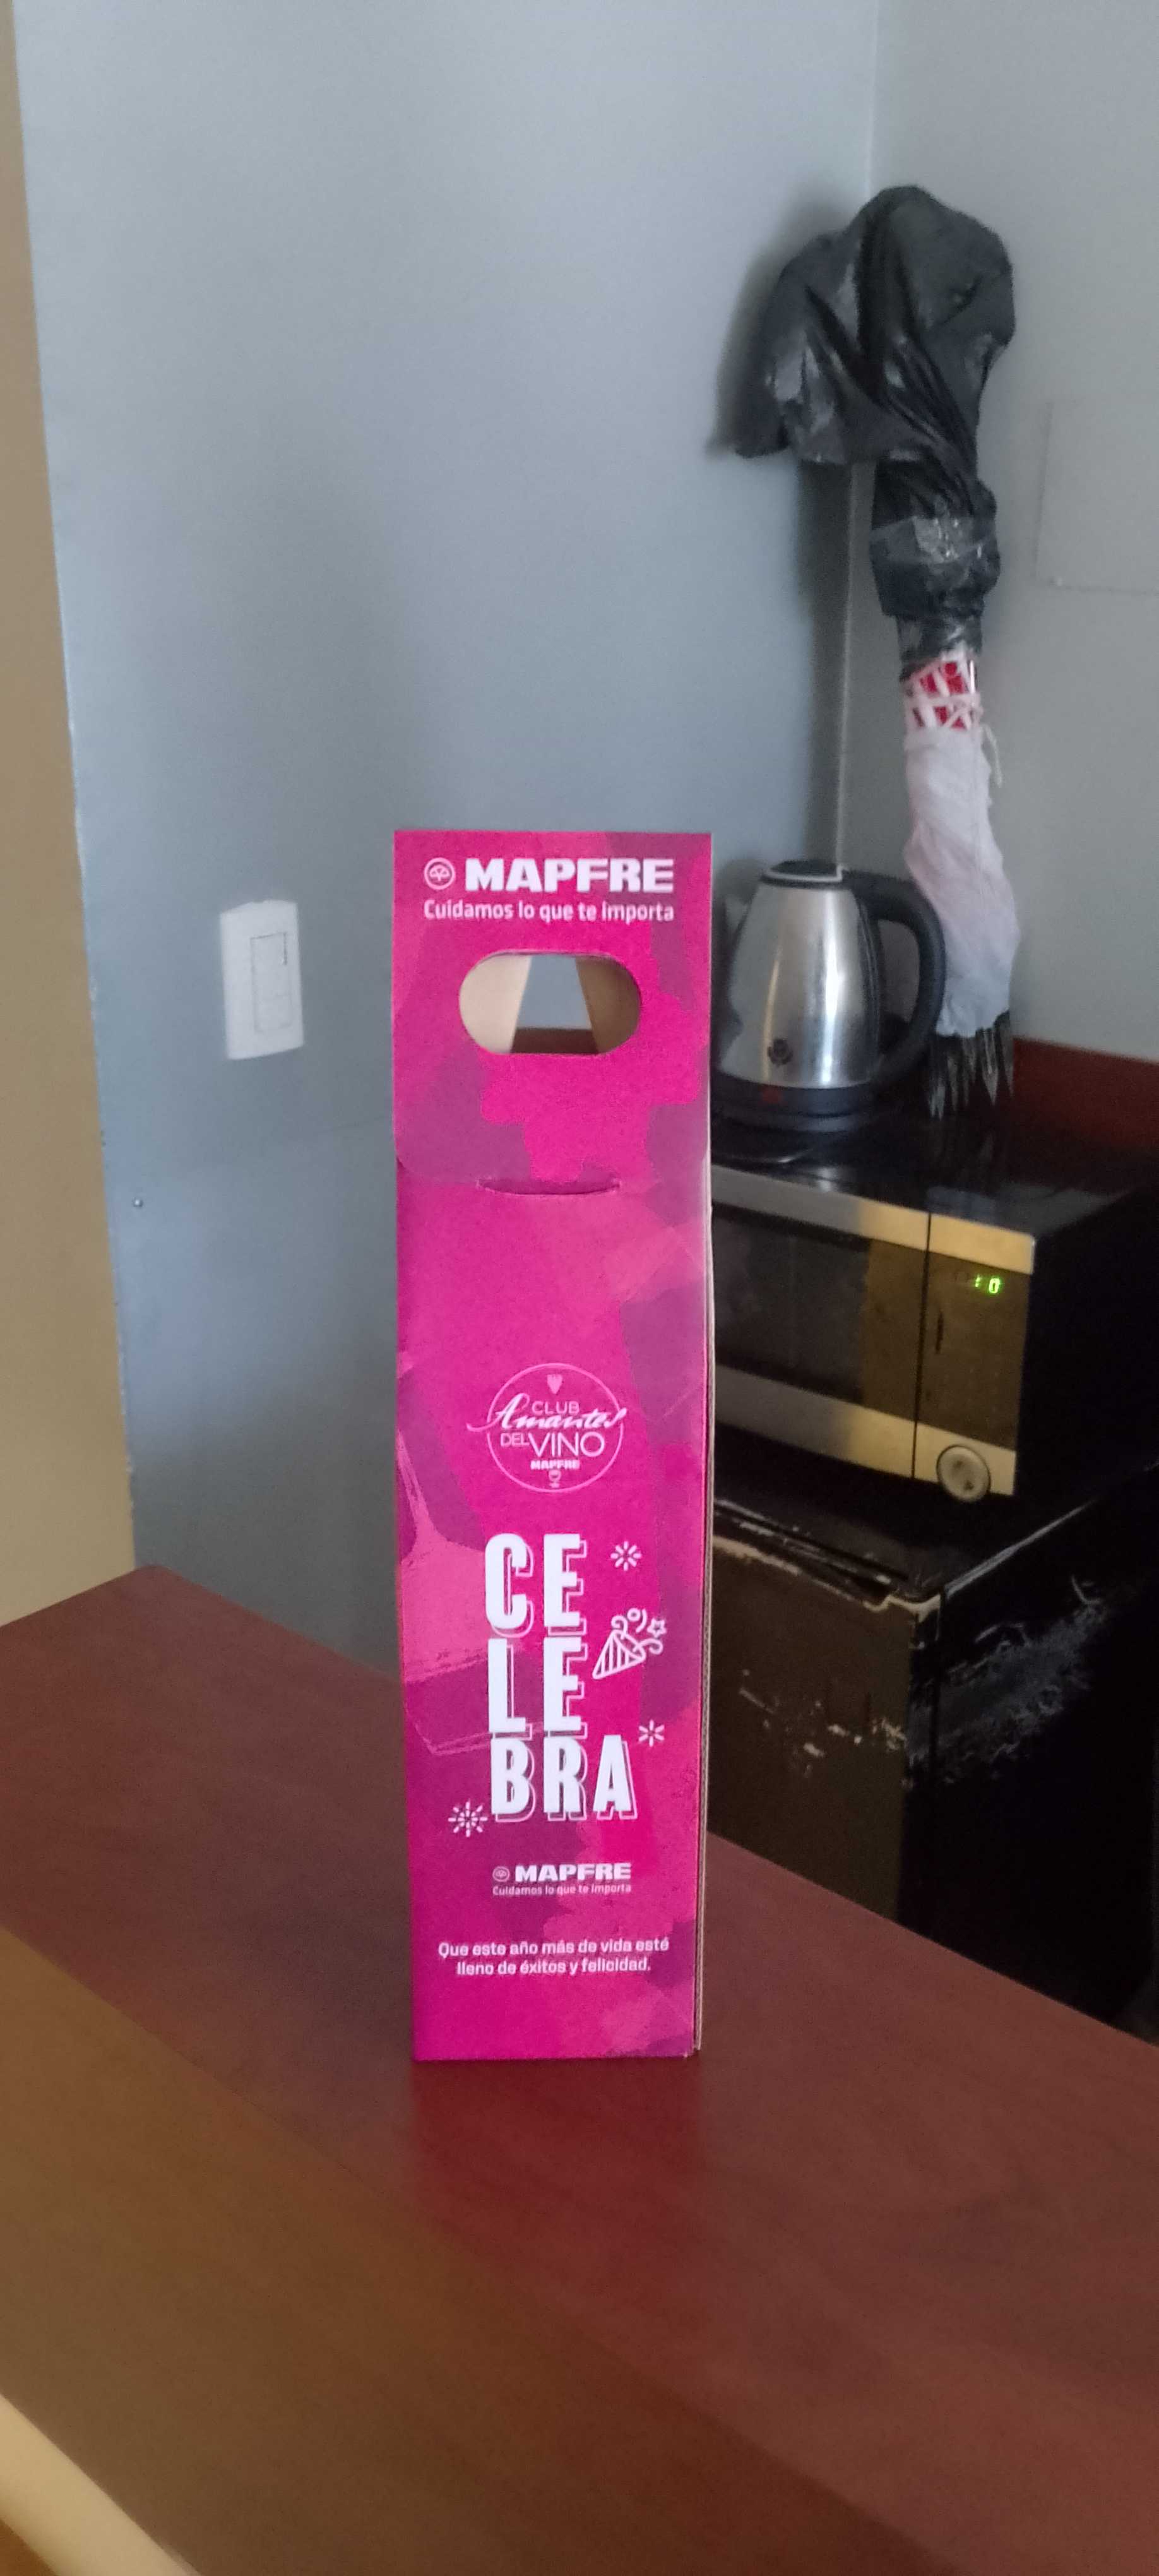 MAPFRE
Cuidamos lo que te importa
CLUB
Amantes
DEL VINO
MAPFRE
CE
LE
BRA
MAPFRE
Cuidamos lo que te importa
Que este año más de vida esté
lleno de éxitos y felicidad.